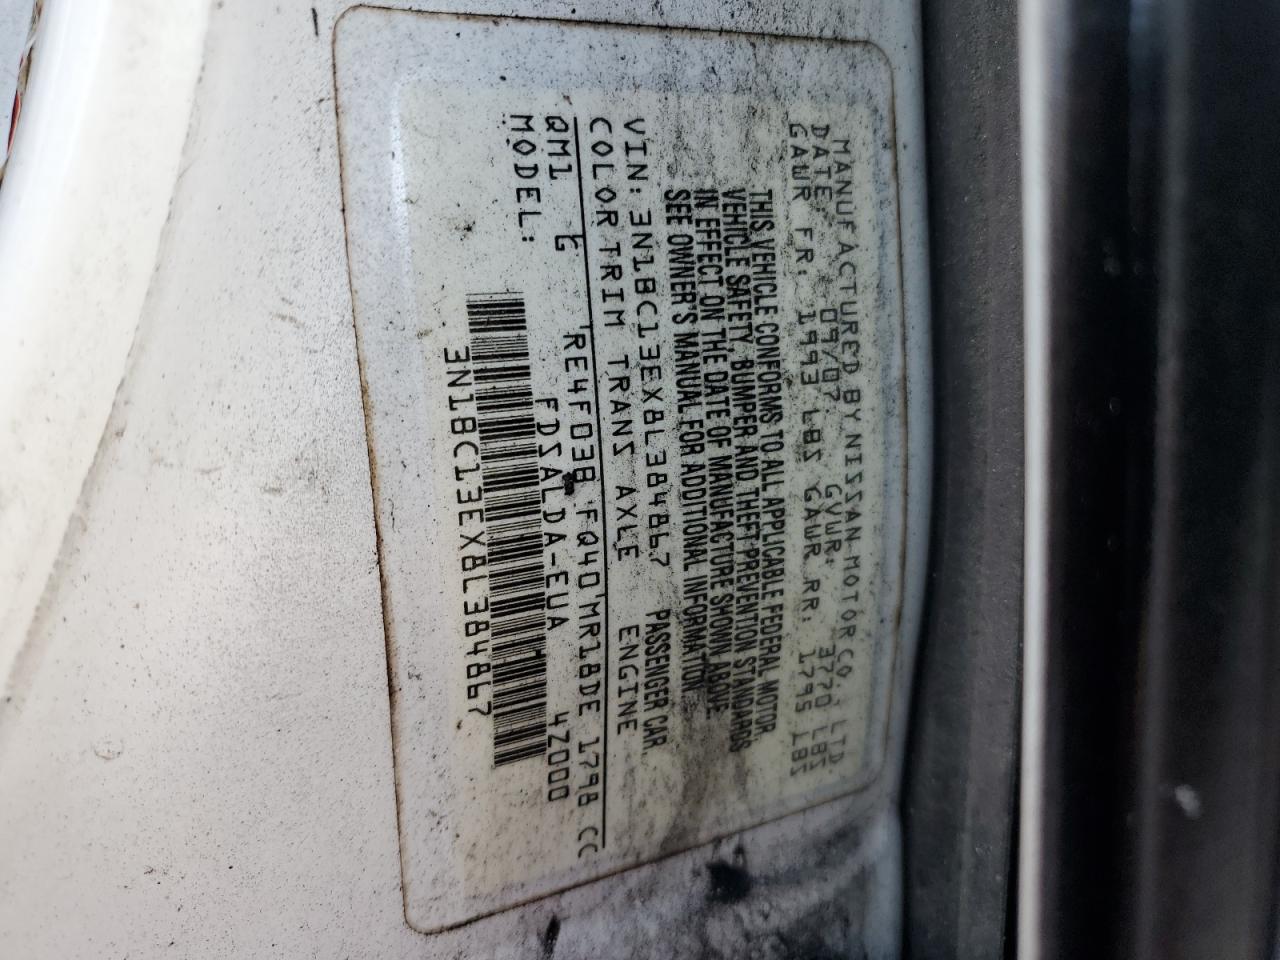 MANUFACTURED BY NISSAN MOTOR CO., LTD.
DATE: 09/07 GVWR: 3770 LBS
GAWR FR: 1993 LBS GAWR RR: 1795 LBS
THIS VEHICLE CONFORMS TO ALL APPLICABLE FEDERAL MOTOR
VEHICLE SAFETY, BUMPER AND THEFT PREVENTION STANDARDS
IN EFFECT ON THE DATE OF MANUFACTURE SHOWN ABOVE.
SEE OWNER'S MANUAL FOR ADDITIONAL INFORMATION.
VIN: 3N1BC13EX8L384867 PASSENGER CAR
COLOR TRIM TRANS AXLE ENGINE
QM1 G RE4F03B FQ40 MR18DE 1798 CC
MODEL: FDSALDA-EUA 4Z000
3N1BC13EX8L384867